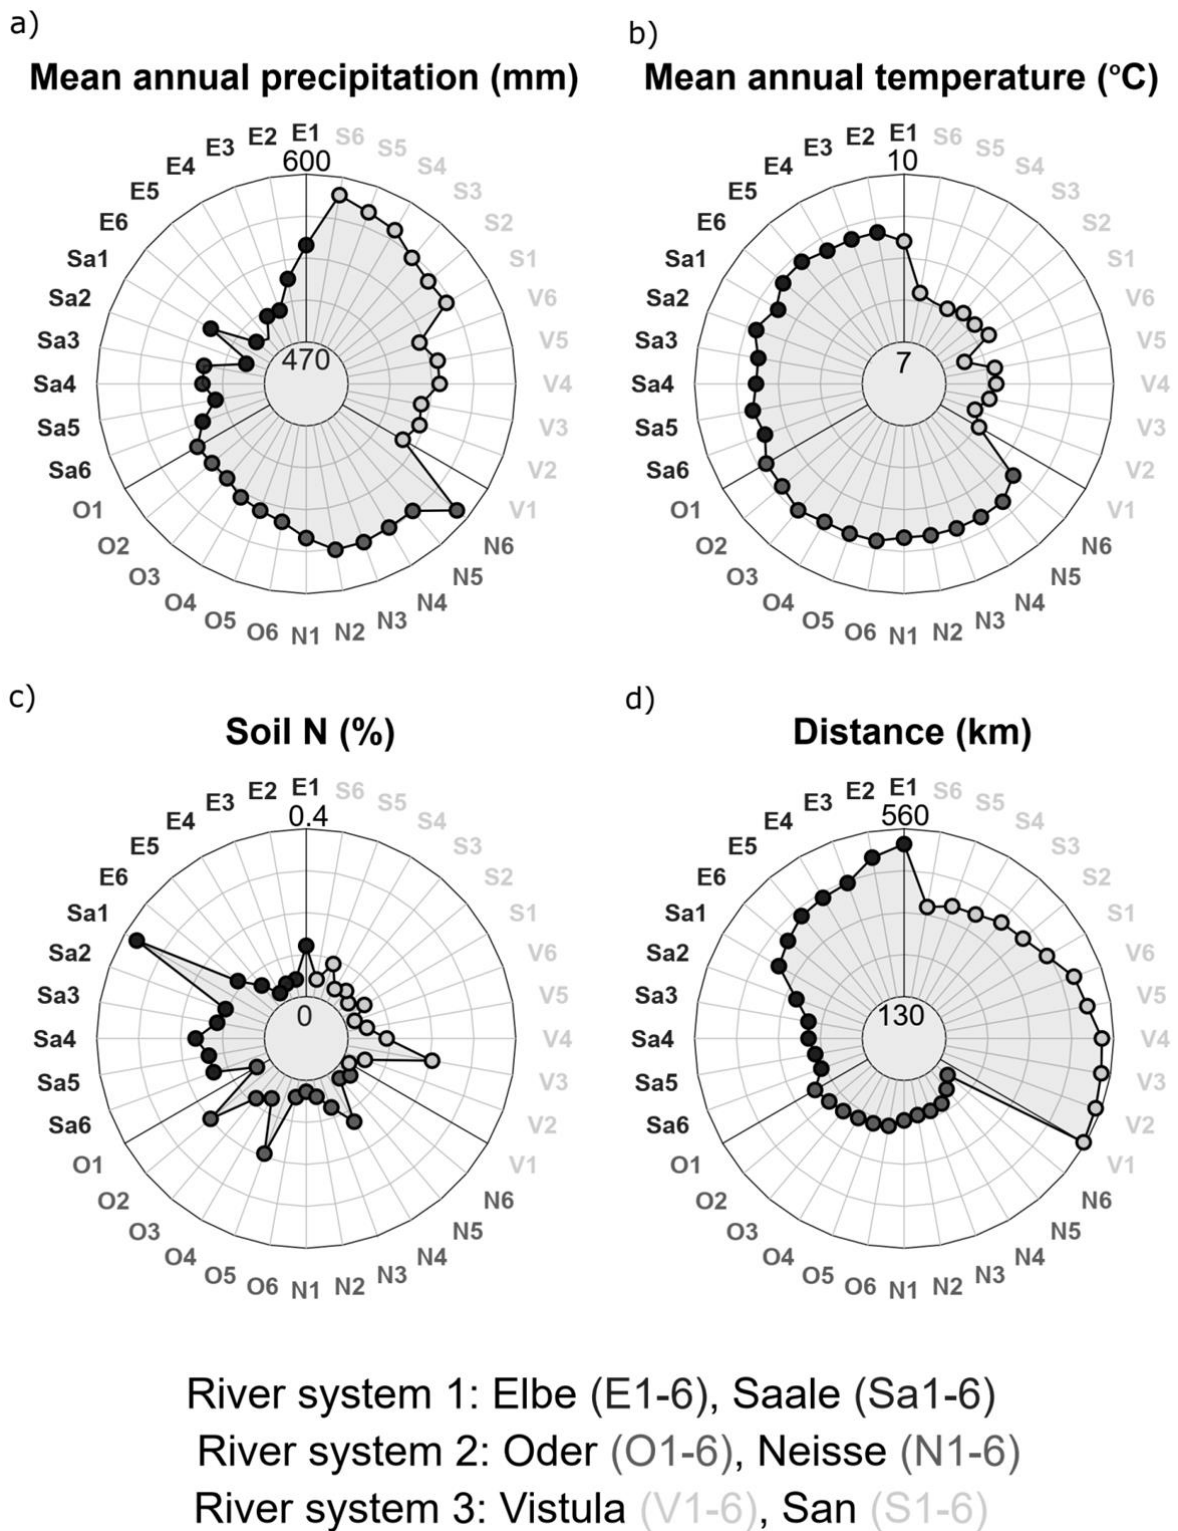 a)
Mean annual precipitation (mm)
E1
600
S6
S5
S4
S3
S2
S1
V6
V5
V4
V3
V2
V1
N6
N5
N4
N3
N2
N1
O6
O5
O4
O3
O2
O1
Sa6
Sa5
Sa4
Sa3
Sa2
Sa1
E6
E5
E4
E3
E2
470
b)
Mean annual temperature (°C)
E1
10
S6
S5
S4
S3
S2
S1
V6
V5
V4
V3
V2
V1
N6
N5
N4
N3
N2
N1
O6
O5
O4
O3
O2
O1
Sa6
Sa5
Sa4
Sa3
Sa2
Sa1
E6
E5
E4
E3
E2
7
c)
Soil N (%)
E1
0.4
S6
S5
S4
S3
S2
S1
V6
V5
V4
V3
V2
V1
N6
N5
N4
N3
N2
N1
O6
O5
O4
O3
O2
O1
Sa6
Sa5
Sa4
Sa3
Sa2
Sa1
E6
E5
E4
E3
E2
0
d)
Distance (km)
E1
560
S6
S5
S4
S3
S2
S1
V6
V5
V4
V3
V2
V1
N6
N5
N4
N3
N2
N1
O6
O5
O4
O3
O2
O1
Sa6
Sa5
Sa4
Sa3
Sa2
Sa1
E6
E5
E4
E3
E2
130
River system 1: Elbe (E1-6), Saale (Sa1-6)
River system 2: Oder (O1-6), Neisse (N1-6)
River system 3: Vistula (V1-6), San (S1-6)